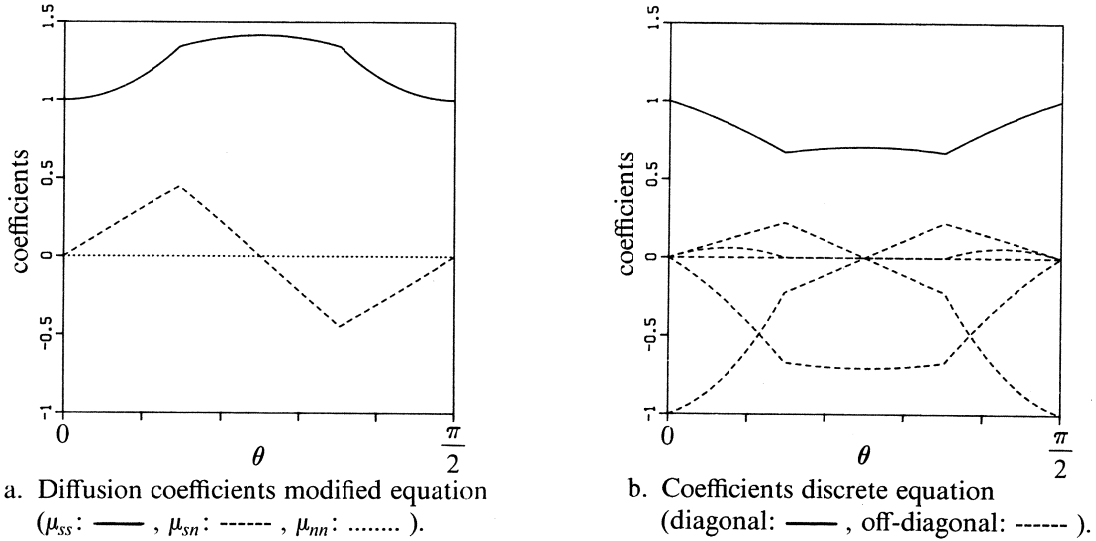 1.5
1
0.5
0
-0.5
-1
coefficients
0
θ
π
2
a. Diffusion coefficients modified equation
(μss: ——— , μsn: ------ , μnn: ........ ).
1.5
1
0.5
0
-0.5
-1
coefficients
0
θ
π
2
b. Coefficients discrete equation
(diagonal: ——— , off-diagonal: ------ ).